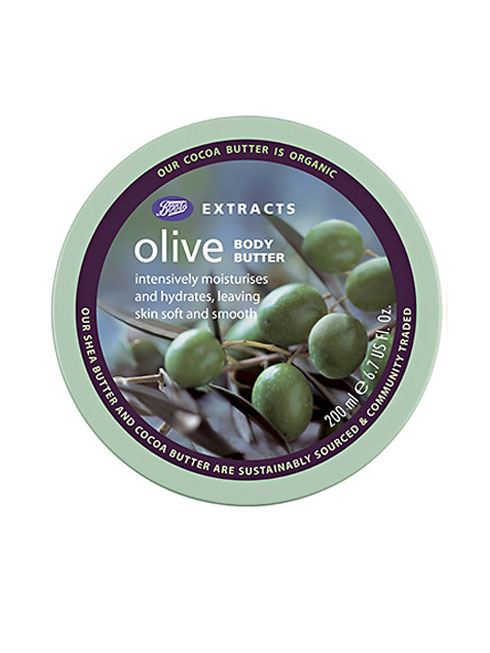 OUR COCOA BUTTER IS ORGANIC
Boots EXTRACTS
olive BODY BUTTER
intensively moisturises
and hydrates, leaving
skin soft and smooth
200 ml e 6.7 US Fl. Oz.
OUR SHEA BUTTER AND COCOA BUTTER ARE SUSTAINABLY SOURCED & COMMUNITY TRADED